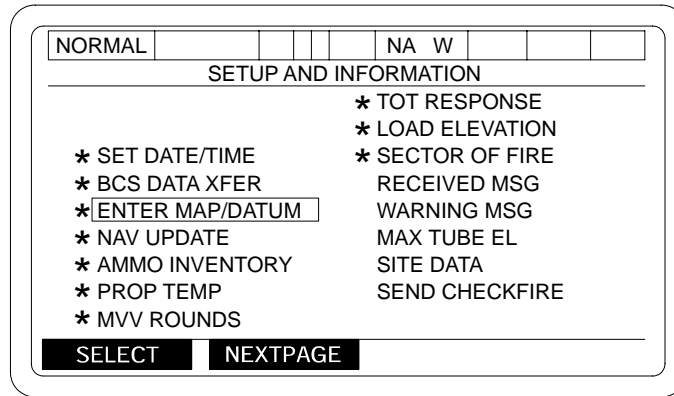 NORMAL NA W
SETUP AND INFORMATION
* TOT RESPONSE
* LOAD ELEVATION
* SET DATE/TIME * SECTOR OF FIRE
* BCS DATA XFER RECEIVED MSG
* ENTER MAP/DATUM WARNING MSG
* NAV UPDATE MAX TUBE EL
* AMMO INVENTORY SITE DATA
* PROP TEMP SEND CHECKFIRE
* MVV ROUNDS
SELECT NEXTPAGE